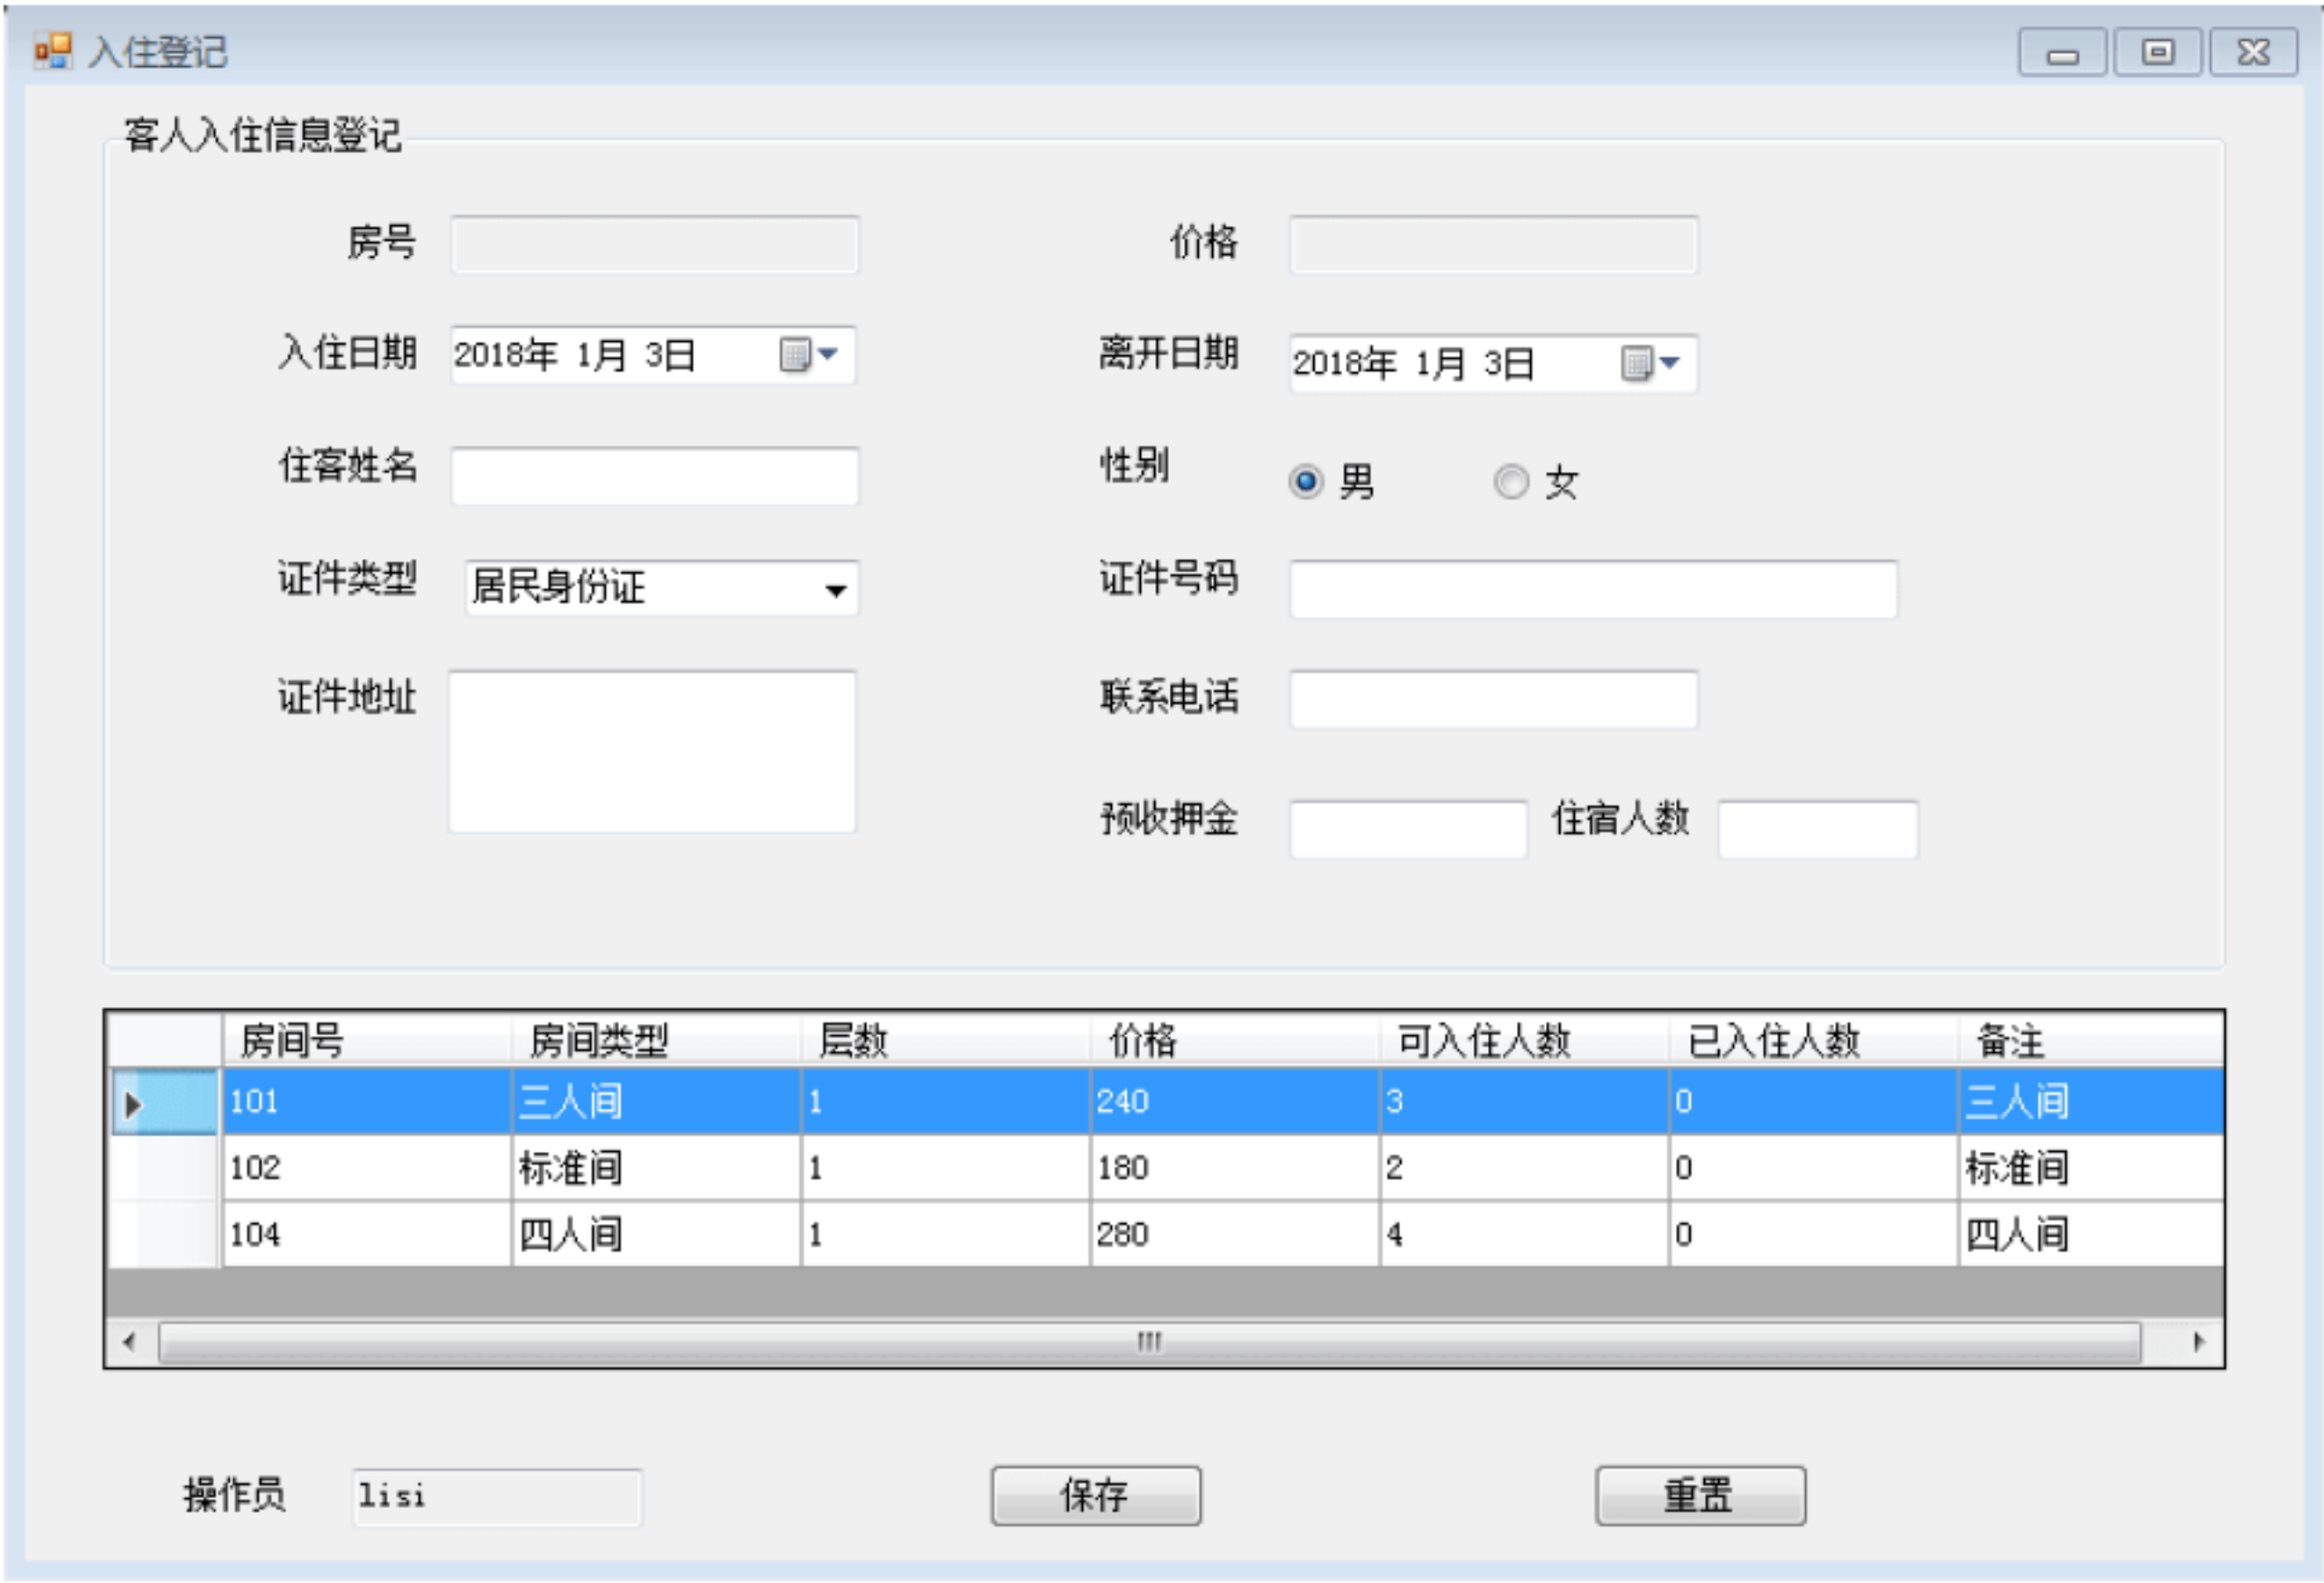 入住登记
客人入住信息登记
房号 价格
入住日期 2018年 1月 3日 离开日期 2018年 1月 3日
住客姓名 性别 男 女
证件类型 居民身份证 证件号码
证件地址 联系电话
预收押金 住宿人数
房间号 房间类型 层数 价格 可入住人数 已入住人数 备注
101 三人间 1 240 3 0 三人间
102 标准间 1 180 2 0 标准间
104 四人间 1 280 4 0 四人间
操作员 lisi 保存 重置